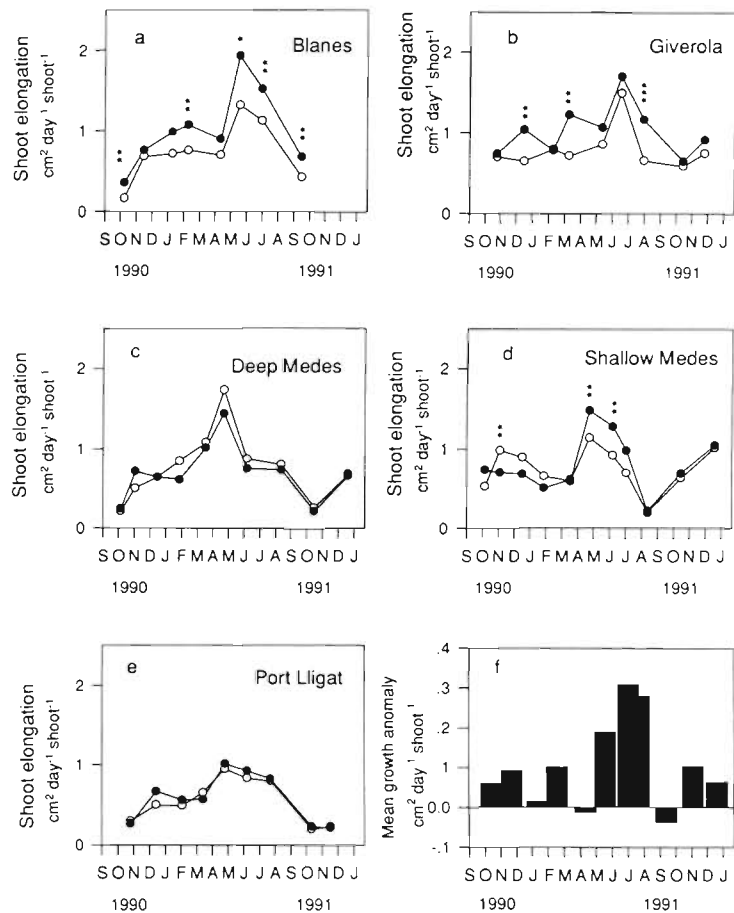 a
Blanes
Shoot elongation
cm² day⁻¹ shoot⁻¹
2
1
0
S O N D J F M A M J J A S O N D J
1990
1991
b
Giverola
Shoot elongation
cm² day⁻¹ shoot⁻¹
2
1
0
S O N D J F M A M J J A S O N D J
1990
1991
c
Deep Medes
Shoot elongation
cm² day⁻¹ shoot⁻¹
2
1
0
S O N D J F M A M J J A S O N D J
1990
1991
d
Shallow Medes
Shoot elongation
cm² day⁻¹ shoot⁻¹
2
1
0
S O N D J F M A M J J A S O N D J
1990
1991
e
Port Lligat
Shoot elongation
cm² day⁻¹ shoot⁻¹
2
1
0
S O N D J F M A M J J A S O N D J
1990
1991
f
Mean growth anomaly
cm² day⁻¹ shoot⁻¹
.4
.3
.2
.1
0.0
-.1
S O N D J F M A M J J A S O N D J
1990
1991